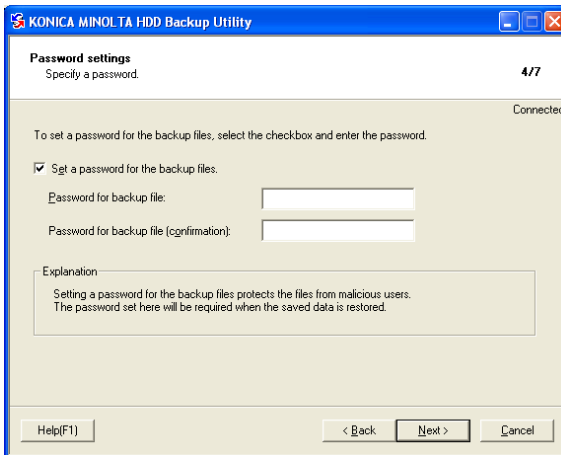 KONICA MINOLTA HDD Backup Utility
Password settings
Specify a password.
4/7
Connected
To set a password for the backup files, select the checkbox and enter the password.
Set a password for the backup files.
Password for backup file:
Password for backup file (confirmation):
Explanation
Setting a password for the backup files protects the files from malicious users.
The password set here will be required when the saved data is restored.
Help(F1)
< Back
Next >
Cancel